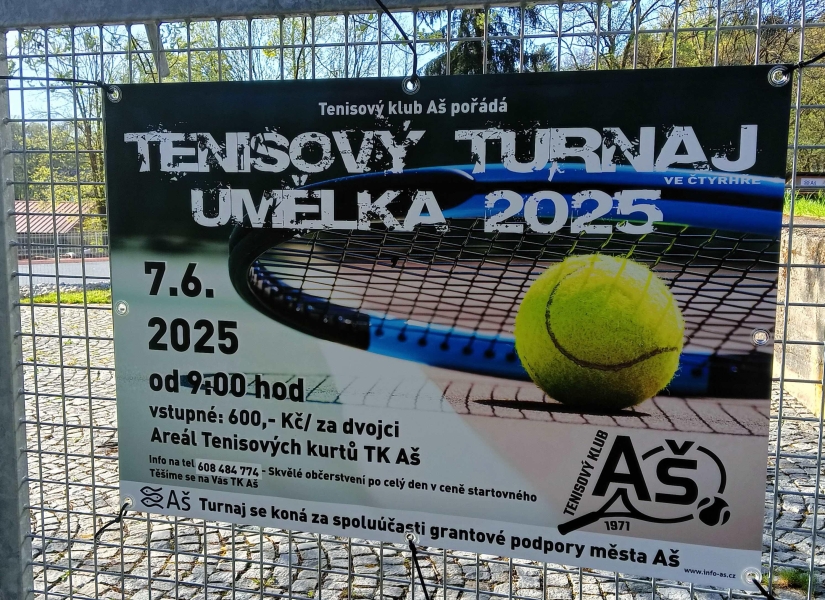 Tenisový klub Aš pořádá
TENISOVÝ TURNAJ
VE ČTYŘHŘE
UMĚLKA 2025
7.6.
2025
od 9:00 hod
vstupné: 600,- Kč/ za dvojci
Areál Tenisových kurtů TK Aš
Info na tel 608 484 774 - Skvělé občerstvení po celý den v ceně startovného
Těšíme se na Vás TK Aš
TENISOVÝ KLUB
AŠ
1971
Aš Turnaj se koná za spoluúčasti grantové podpory města Aš
www.info-as.cz